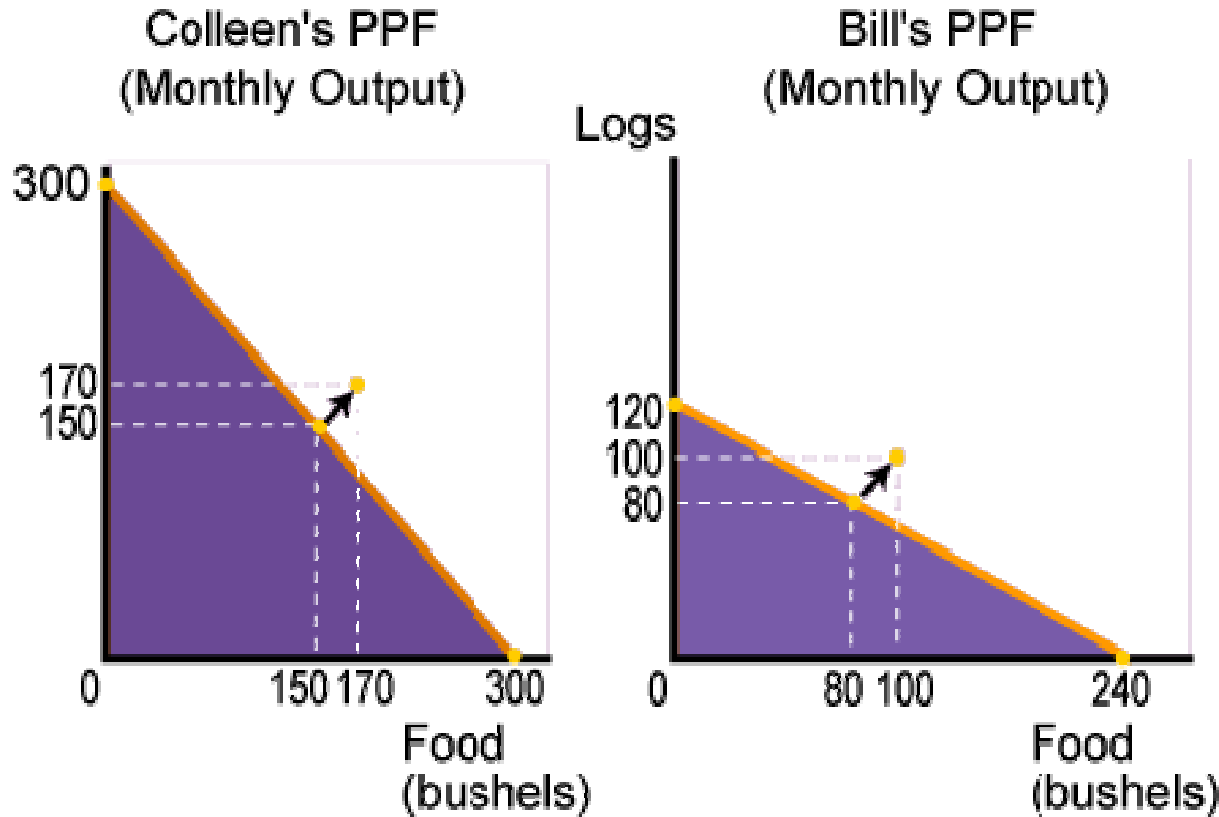 Colleen's PPF
(Monthly Output)
300
170
150
0
150 170
300
Food
(bushels)
Bill's PPF
(Monthly Output)
Logs
120
100
80
0
80 100
240
Food
(bushels)